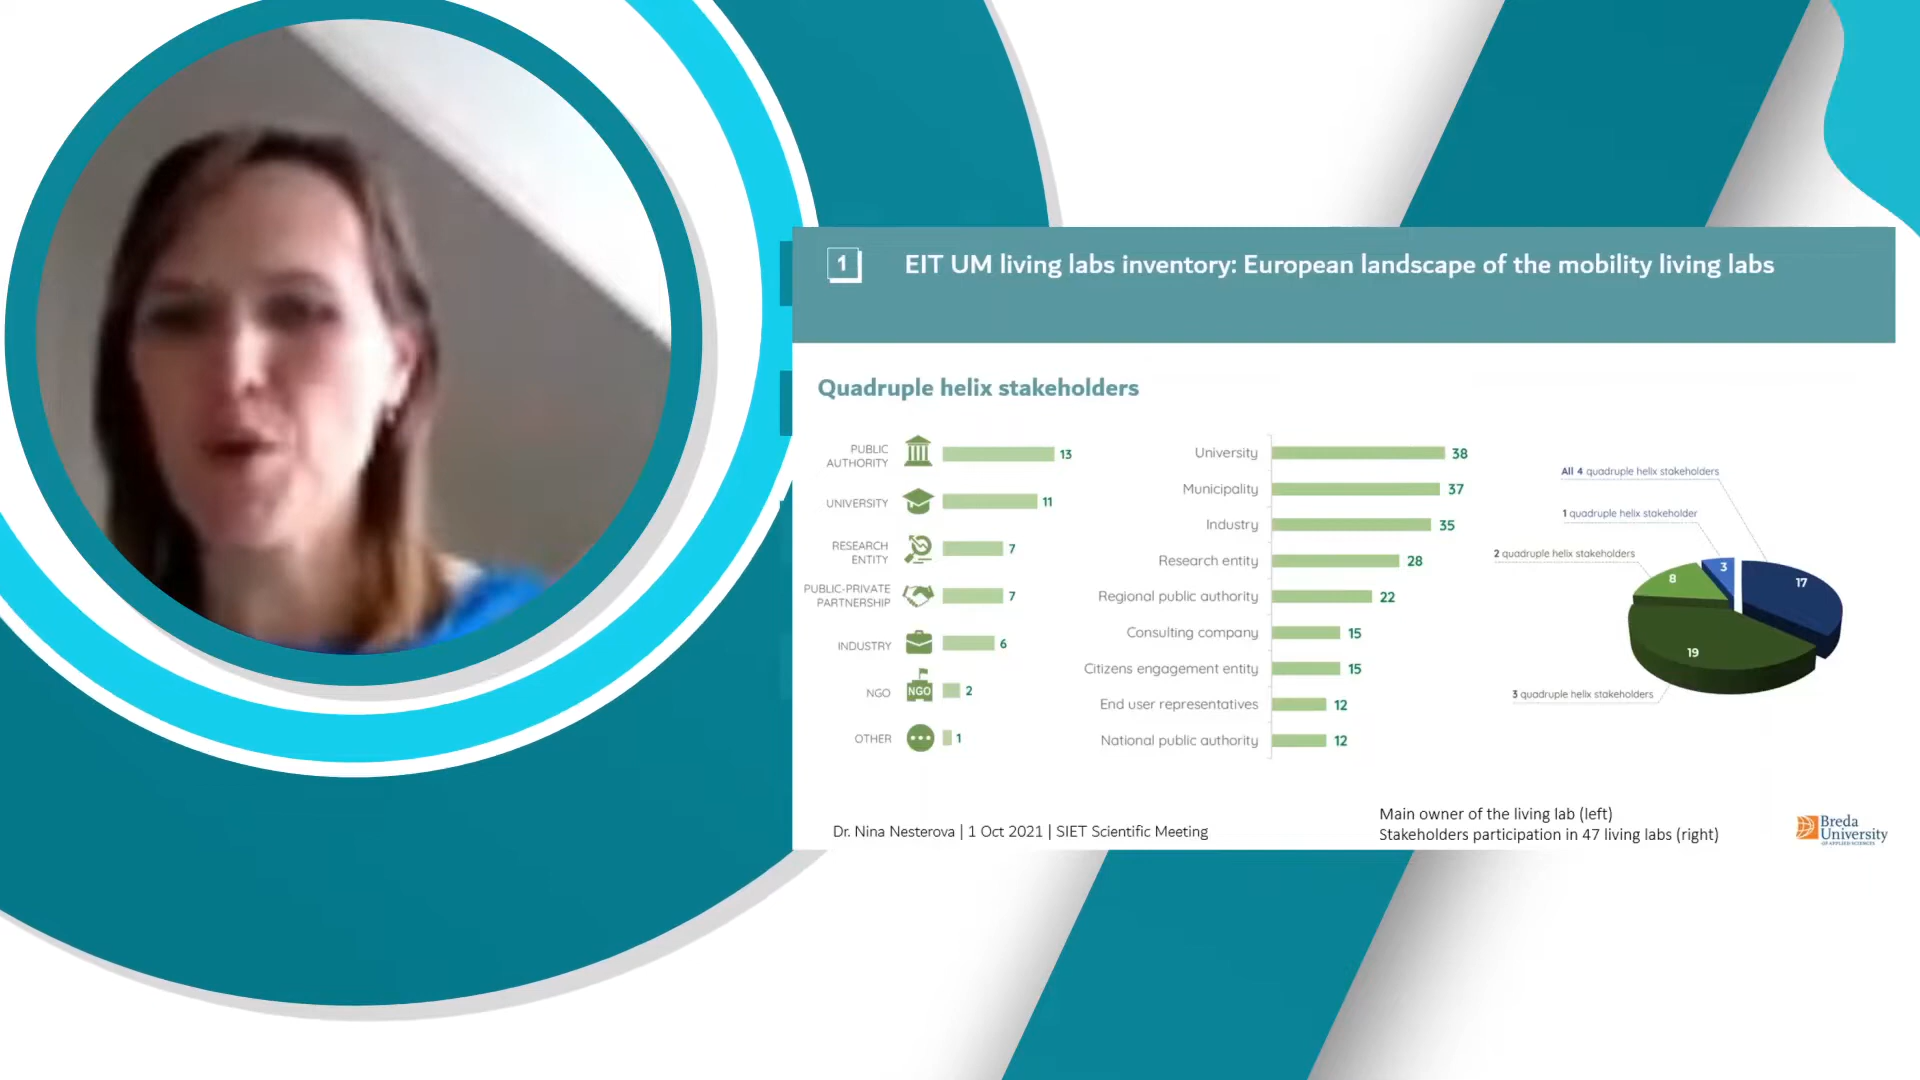 1
EIT UM living labs inventory: European landscape of the mobility living labs
Quadruple helix stakeholders
PUBLIC
AUTHORITY
13
UNIVERSITY
11
RESEARCH
ENTITY
7
PUBLIC-PRIVATE
PARTNERSHIP
7
INDUSTRY
6
NGO
NGO
2
OTHER
1
University 38
Municipality 37
Industry 35
Research entity 28
Regional public authority 22
Consulting company 15
Citizens engagement entity 15
End user representatives 12
National public authority 12
All 4 quadruple helix stakeholders
1 quadruple helix stakeholder
2 quadruple helix stakeholders
3
8
17
19
3 quadruple helix stakeholders
Dr. Nina Nesterova | 1 Oct 2021 | SIET Scientific Meeting
Main owner of the living lab (left)
Stakeholders participation in 47 living labs (right)
Breda
University
OF APPLIED SCIENCES